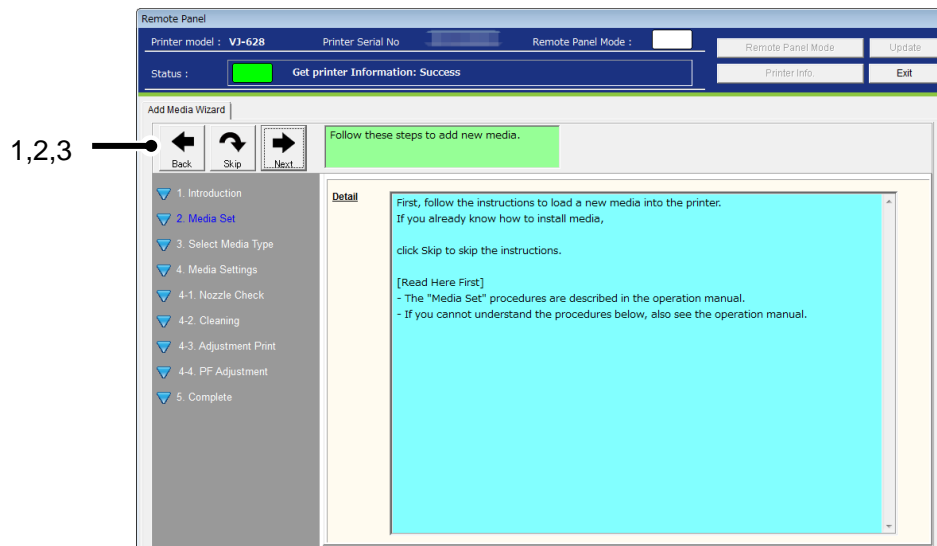 Remote Panel
Printer model : VJ-628 Printer Serial No Remote Panel Mode :
Remote Panel Mode Update
Status : Get printer Information: Success
Printer Info. Exit
Add Media Wizard
1,2,3
Back Skip Next
Follow these steps to add new media.
1. Introduction
2. Media Set
3. Select Media Type
4. Media Settings
4-1. Nozzle Check
4-2. Cleaning
4-3. Adjustment Print
4-4. PF Adjustment
5. Complete
Detail
First, follow the instructions to load a new media into the printer.
If you already know how to install media,
click Skip to skip the instructions.
[Read Here First]
- The "Media Set" procedures are described in the operation manual.
- If you cannot understand the procedures below, also see the operation manual.